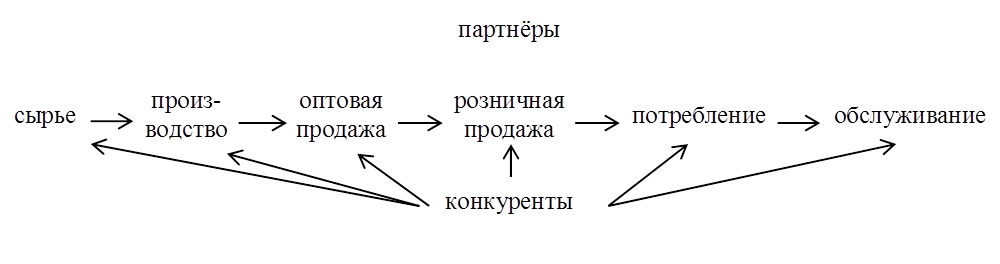 партнёры
сырье
произ-
водство
оптовая
продажа
розничная
продажа
потребление
обслуживание
конкуренты